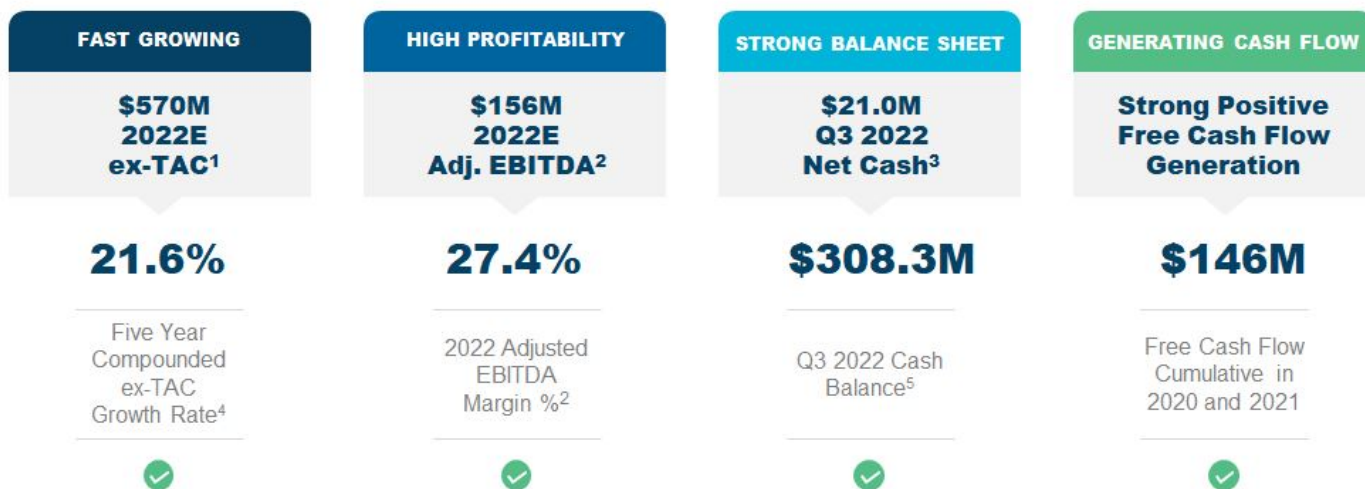 FAST GROWING
$570M
2022E
ex-TAC¹
21.6%
Five Year
Compounded
ex-TAC
Growth Rate⁴
HIGH PROFITABILITY
$156M
2022E
Adj. EBITDA²
27.4%
2022 Adjusted
EBITDA
Margin %²
STRONG BALANCE SHEET
$21.0M
Q3 2022
Net Cash³
$308.3M
Q3 2022 Cash
Balance⁵
GENERATING CASH FLOW
Strong Positive
Free Cash Flow
Generation
$146M
Free Cash Flow
Cumulative in
2020 and 2021